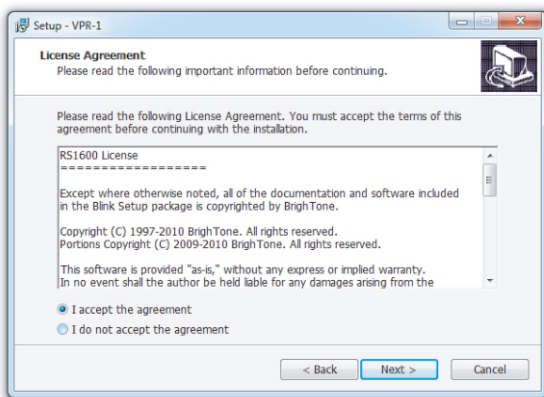 Setup - VPR-1
License Agreement
Please read the following important information before continuing.
Please read the following License Agreement. You must accept the terms of this
agreement before continuing with the installation.
RS1600 License
==================
Except where otherwise noted, all of the documentation and software included
in the Blink Setup package is copyrighted by BrighTone.
Copyright (C) 1997-2010 BrighTone. All rights reserved.
Portions Copyright (C) 2009-2010 BrighTone. All rights reserved.
This software is provided "as-is," without any express or implied warranty.
In no event shall the author be held liable for any damages arising from the
I accept the agreement
I do not accept the agreement
< Back
Next >
Cancel